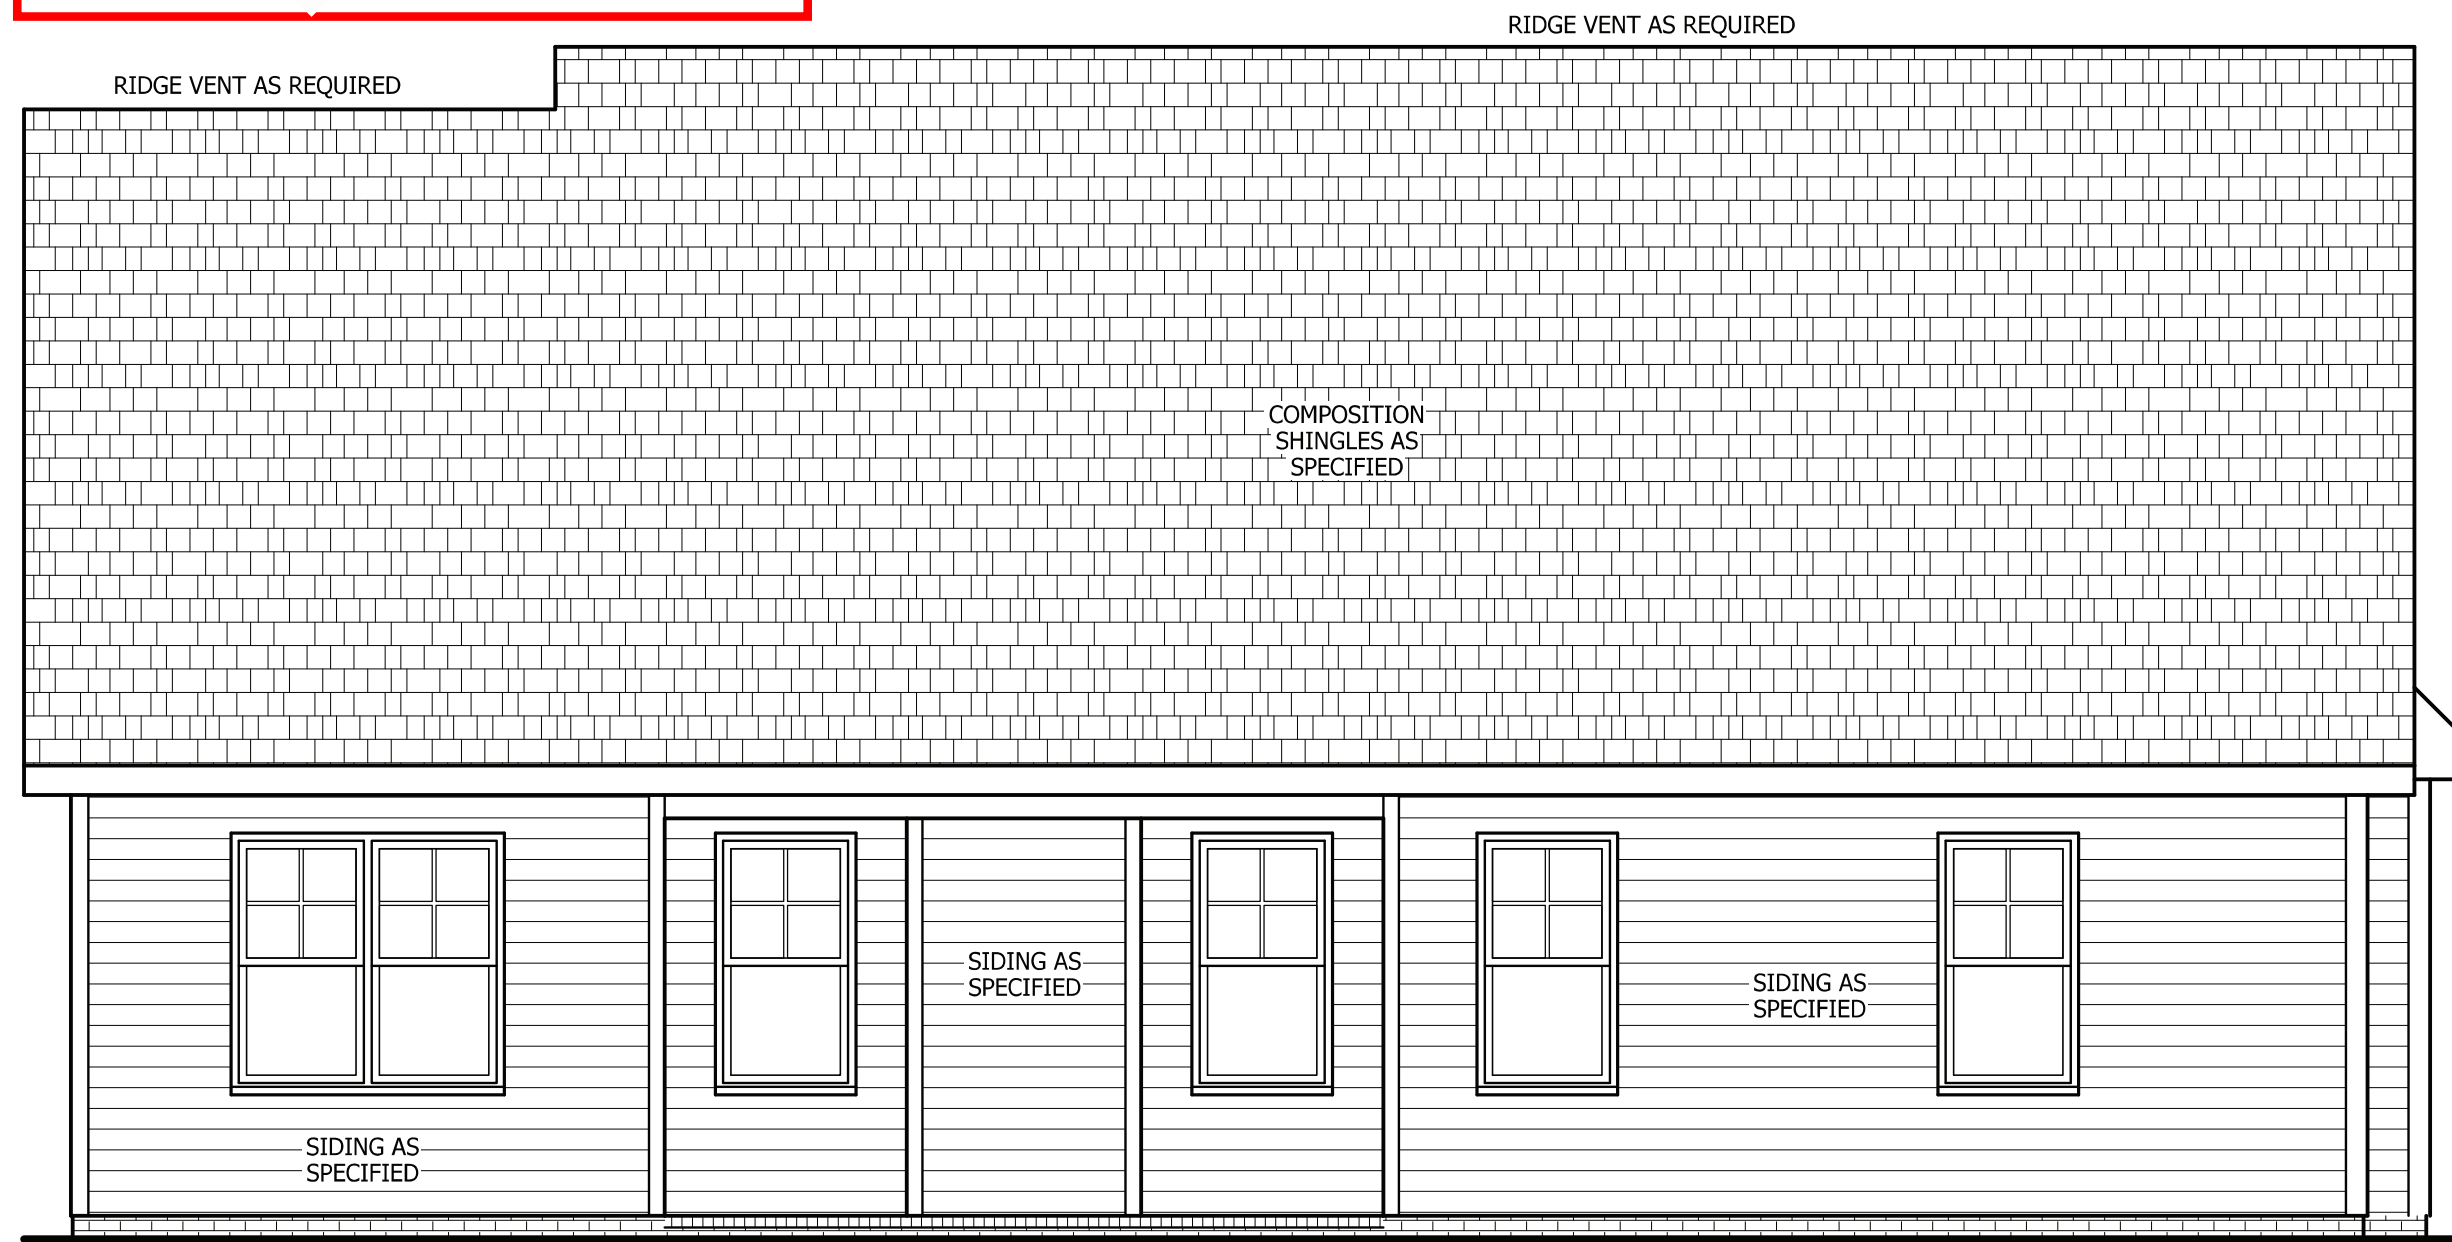 RIDGE VENT AS REQUIRED
RIDGE VENT AS REQUIRED
COMPOSITION
SHINGLES AS
SPECIFIED
SIDING AS
SPECIFIED
SIDING AS
SPECIFIED
SIDING AS
SPECIFIED